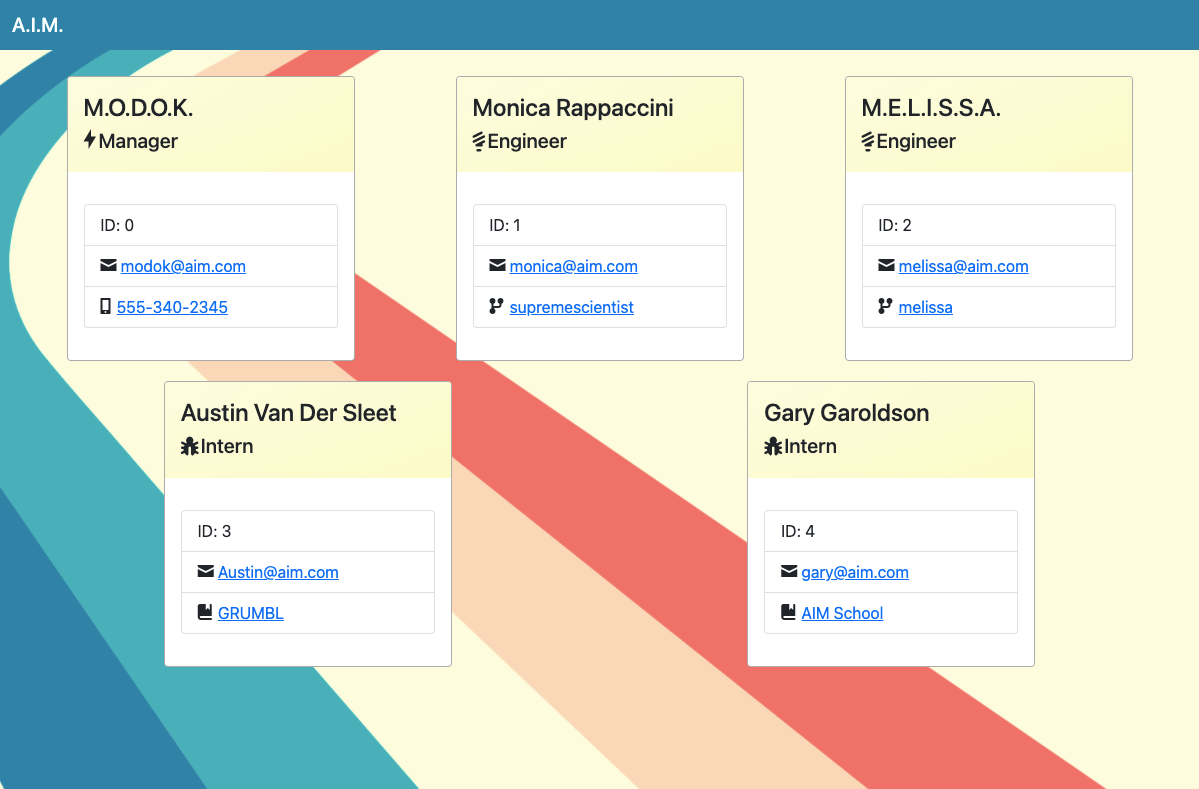 A.I.M.
M.O.D.O.K.
Manager
ID: 0
modok@aim.com
555-340-2345
Monica Rappaccini
Engineer
ID: 1
monica@aim.com
supremescientist
M.E.L.I.S.S.A.
Engineer
ID: 2
melissa@aim.com
melissa
Austin Van Der Sleet
Intern
ID: 3
Austin@aim.com
GRUMBL
Gary Garoldson
Intern
ID: 4
gary@aim.com
AIM School